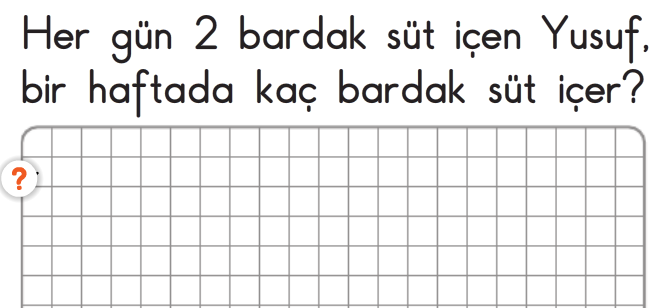 Her gün 2 bardak süt içen Yusuf,
bir haftada kaç bardak süt içer?
?